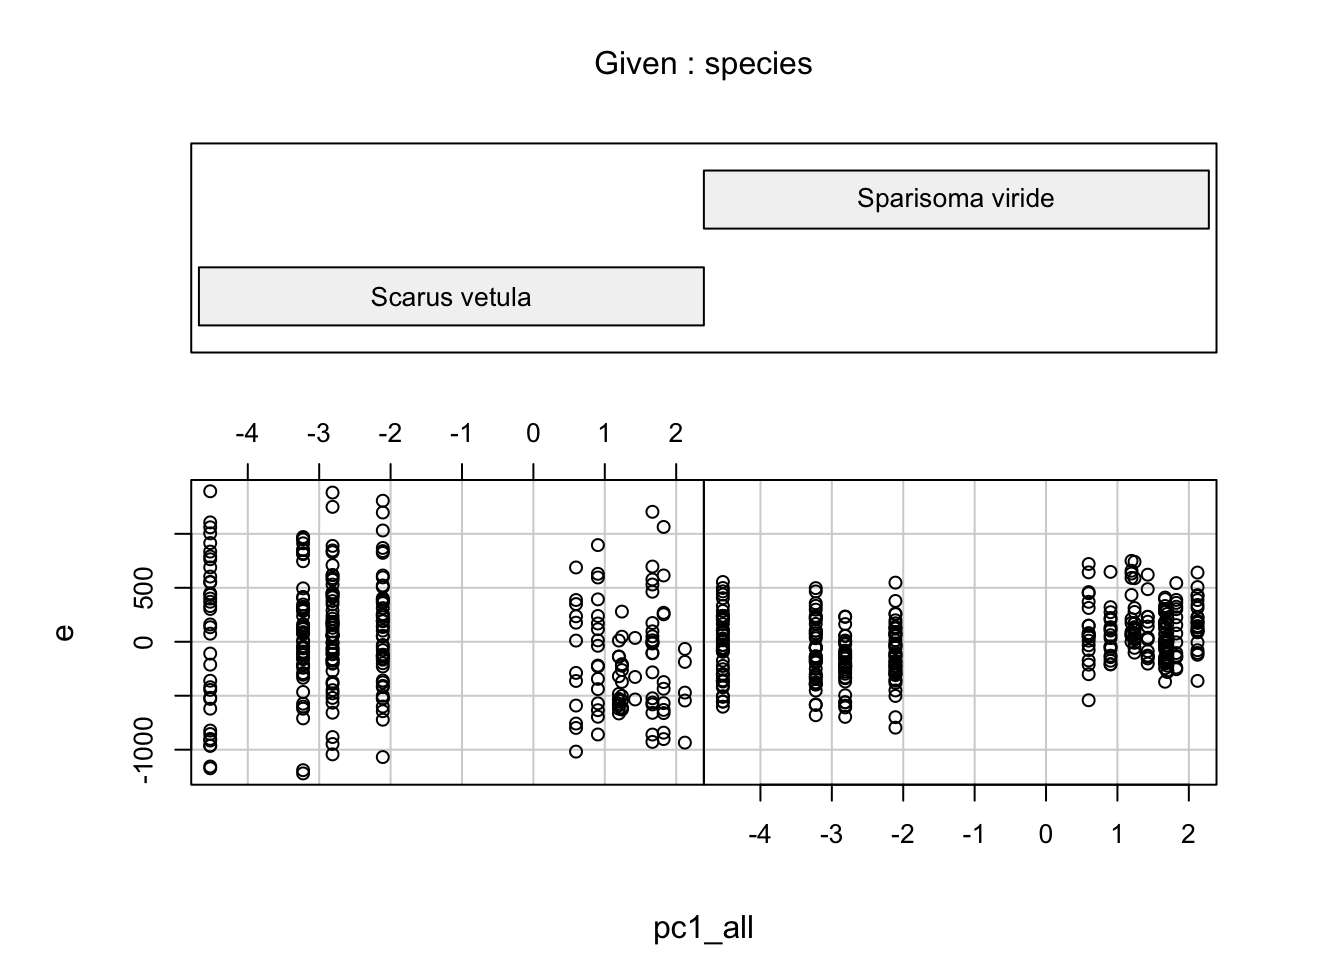 Given : species
Sparisoma viride
Scarus vetula
-4 -3 -2 -1 0 1 2
500
0
-1000
e
-4 -3 -2 -1 0 1 2
pc1_all